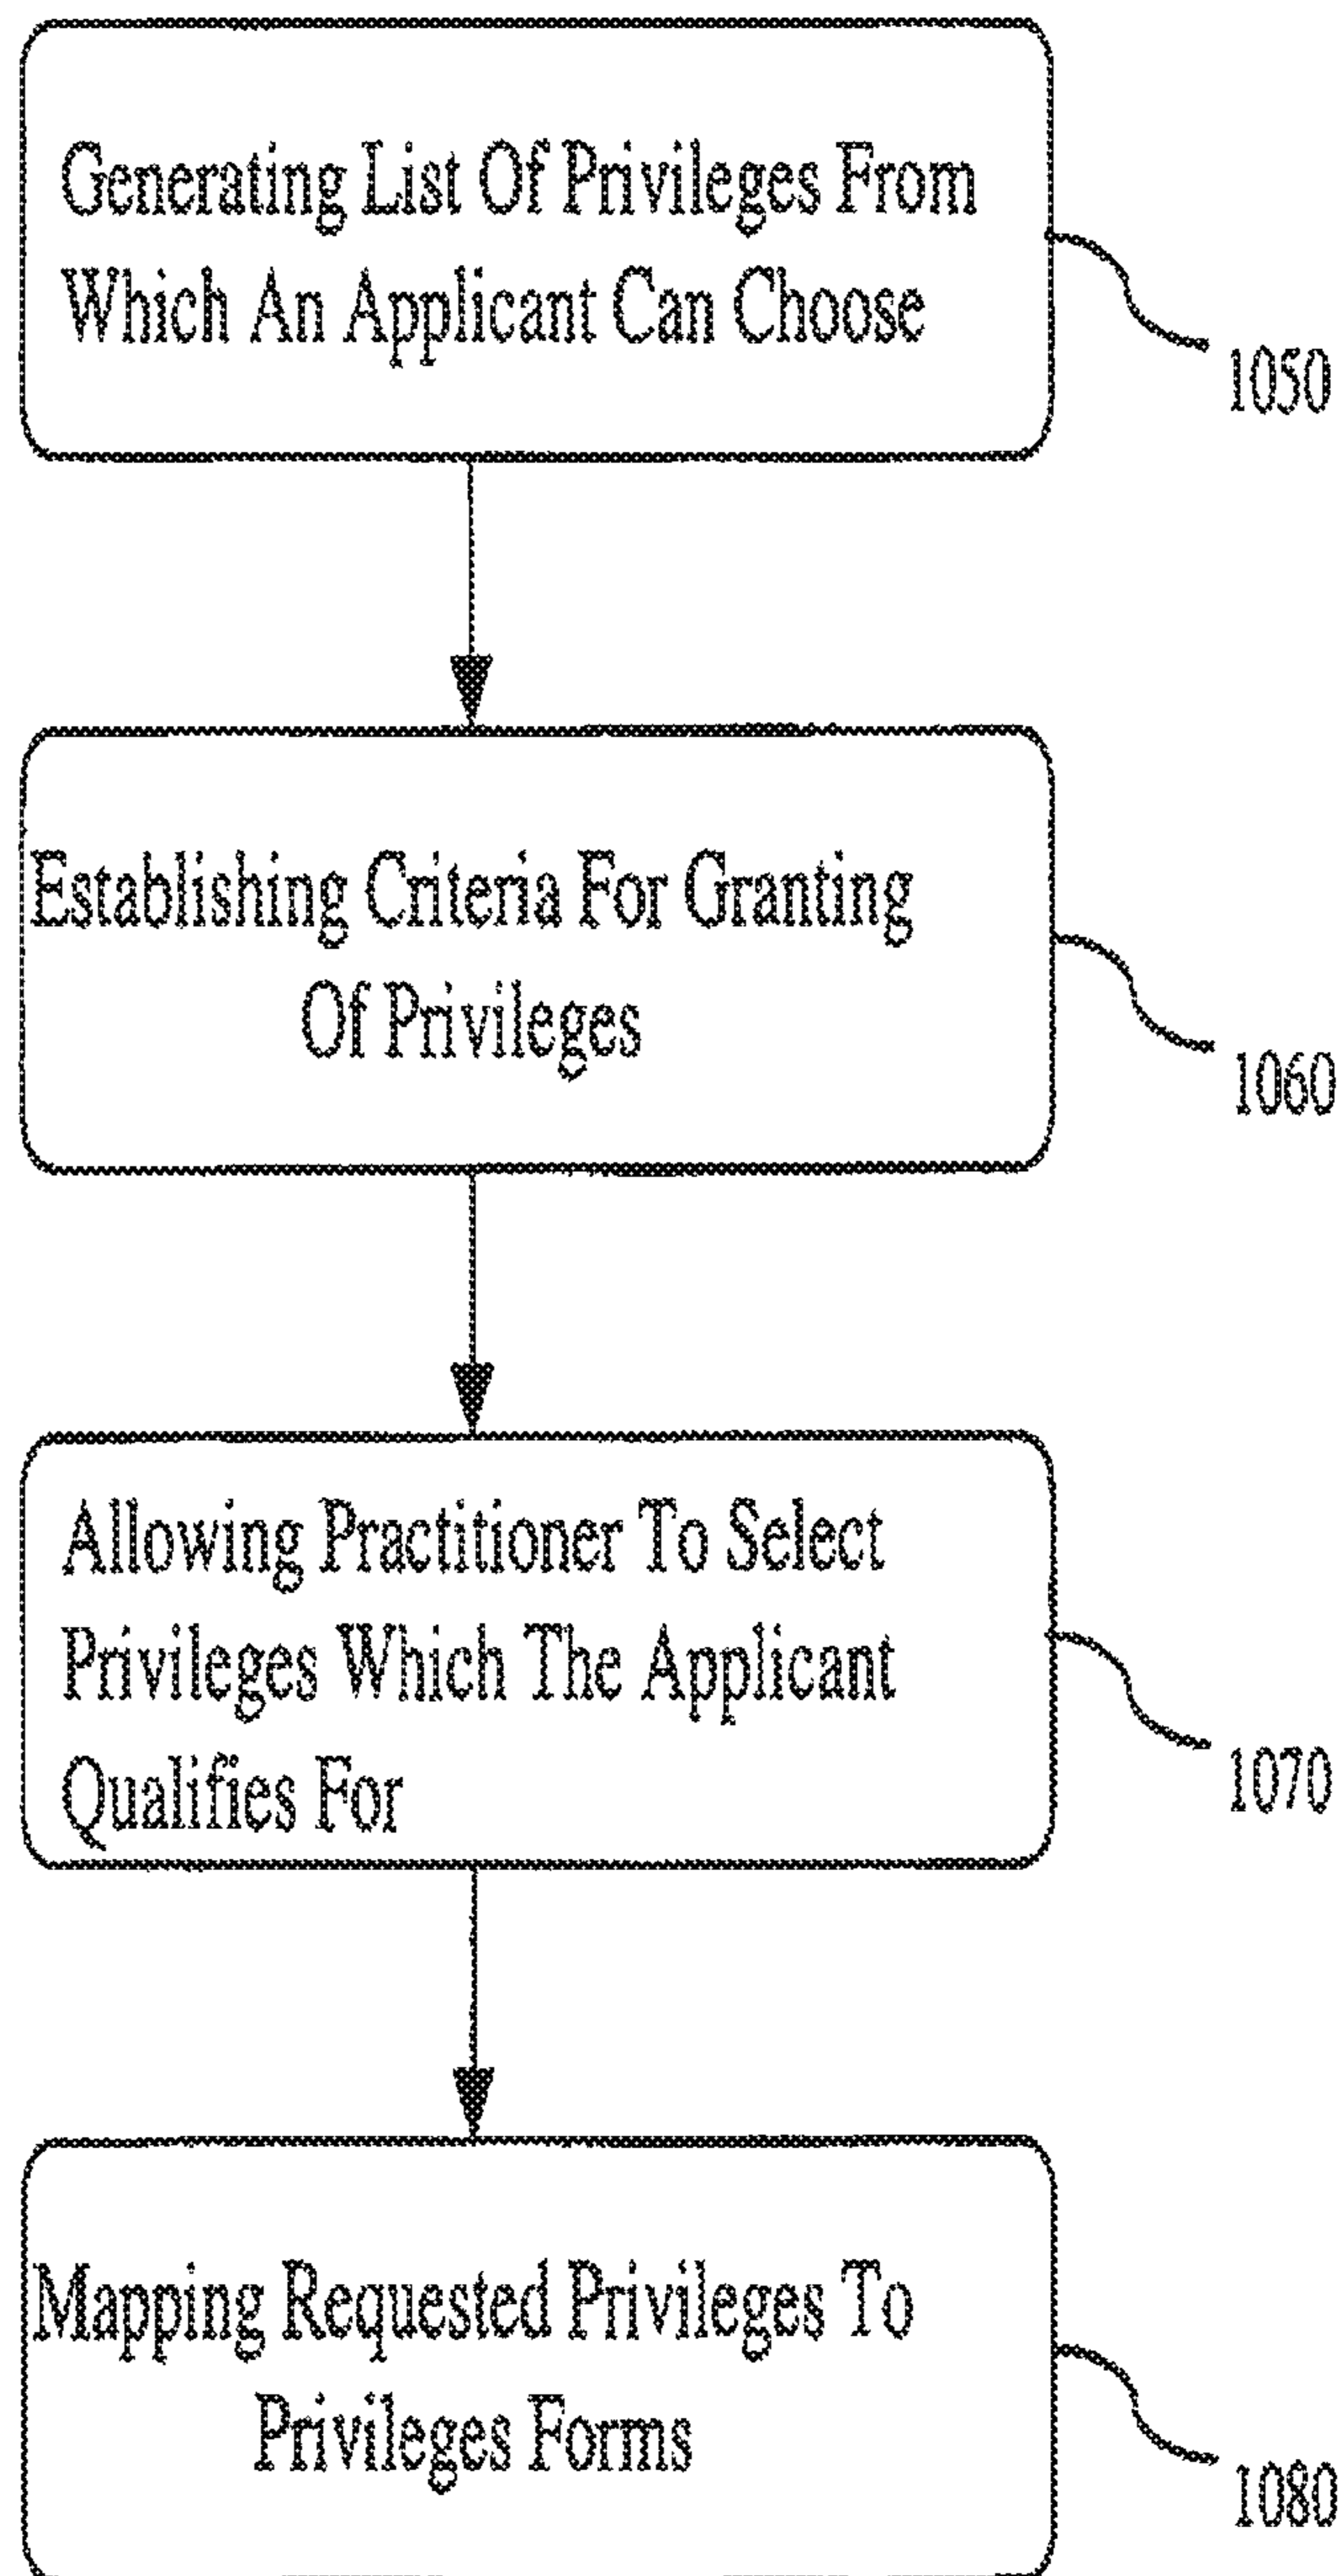 Generating List Of Privileges From
Which An Applicant Can Choose
1050
Establishing Criteria For Granting
Of Privileges
1060
Allowing Practitioner To Select
Privileges Which The Applicant
Qualifies For
1070
Mapping Requested Privileges To
Privileges Forms
1080